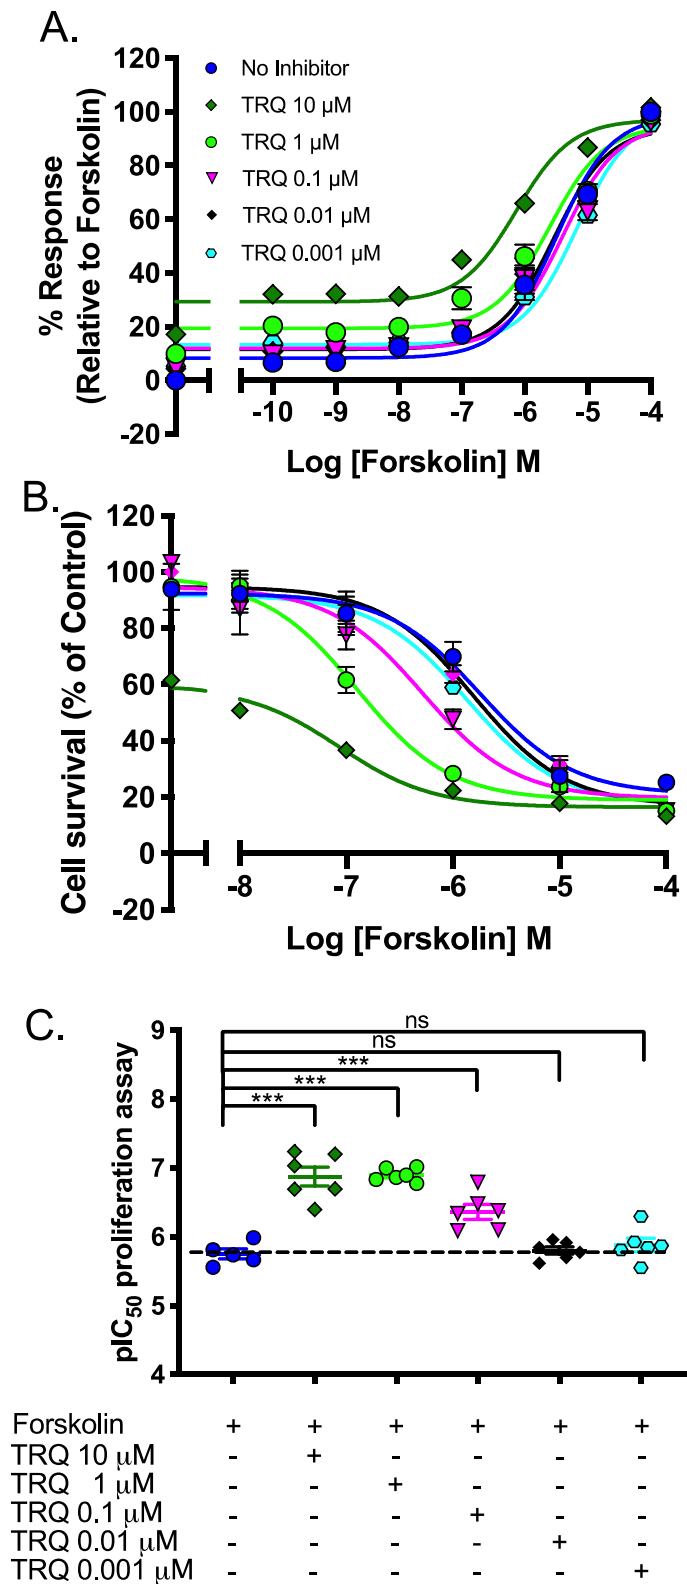 A.
% Response
(Relative to Forskolin)
120
100
80
60
40
20
0
-20
No Inhibitor
TRQ 10 μM
TRQ 1 μM
TRQ 0.1 μM
TRQ 0.01 μM
TRQ 0.001 μM
-10 -9 -8 -7 -6 -5 -4
Log [Forskolin] M
B.
Cell survival (% of Control)
120
100
80
60
40
20
0
-20
-8 -7 -6 -5 -4
Log [Forskolin] M
C.
pIC50 proliferation assay
9
8
7
6
5
4
ns
ns
***
***
***
Forskolin + + + + + +
TRQ 10 μM - + - - - -
TRQ 1 μM - - + - - -
TRQ 0.1 μM - - - + - -
TRQ 0.01 μM - - - - + -
TRQ 0.001 μM - - - - - +